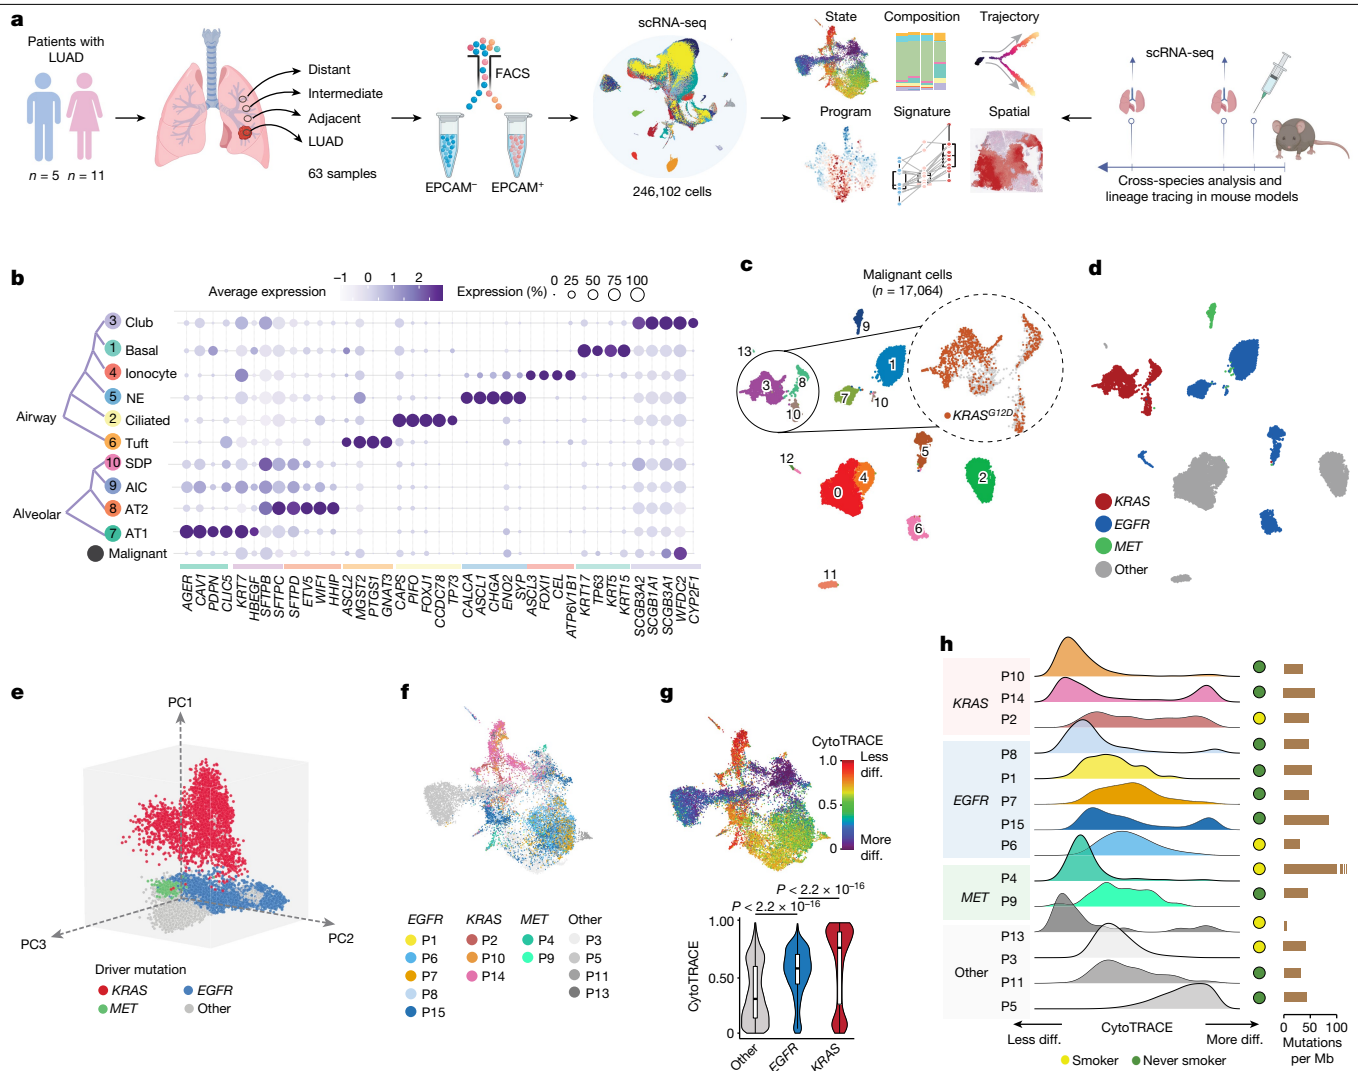 a
Patients with
LUAD
n = 5 n = 11
Distant
Intermediate
Adjacent
LUAD
63 samples
FACS
EPCAM− EPCAM+
scRNA-seq
246,102 cells
State Composition Trajectory
Program Signature Spatial
scRNA-seq
Cross-species analysis and
lineage tracing in mouse models
b
Average expression
−1 0 1 2
Expression (%)
0 25 50 75 100
Airway
Alveolar
3 Club
1 Basal
4 Ionocyte
5 NE
2 Ciliated
6 Tuft
10 SDP
9 AIC
8 AT2
7 AT1
Malignant
AGER
CAV1
PDPN
CLIC5
KRT7
HBEGF
SFTPB
SFTPC
SFTPD
ETV5
WIF1
HHIP
ASCL2
MGST2
PTGS1
GNAT3
CAPS
PIFO
FOXJ1
CCDC78
TP73
CALCA
ASCL1
CHGA
ENO2
SYP
ASCL3
FOXI1
CEL
ATP6V1B1
KRT17
TP63
KRT5
KRT15
SCGB3A2
SCGB1A1
SCGB3A1
WFDC2
CYP2F1
c
Malignant cells
(n = 17,064)
9
13
1
3
8
7
10
10
KRASG12D
5
12
0
4
2
6
11
d
KRAS
EGFR
MET
Other
e
PC1
PC3
PC2
Driver mutation
KRAS EGFR
MET Other
f
EGFR KRAS MET Other
P1 P2 P4 P3
P6 P10 P9 P5
P7 P14 P11
P8 P13
P15
g
CytoTRACE
1.0 Less
diff.
0.5
0 More
diff.
P < 2.2 × 10−16
P < 2.2 × 10−16
CytoTRACE
1.00
0.50
0
Other
EGFR
KRAS
h
KRAS
P10
P14
P2
EGFR
P8
P1
P7
P15
P6
MET
P4
P9
Other
P13
P3
P11
P5
CytoTRACE
Less diff. More diff.
Smoker Never smoker
0 50 100
Mutations
per Mb